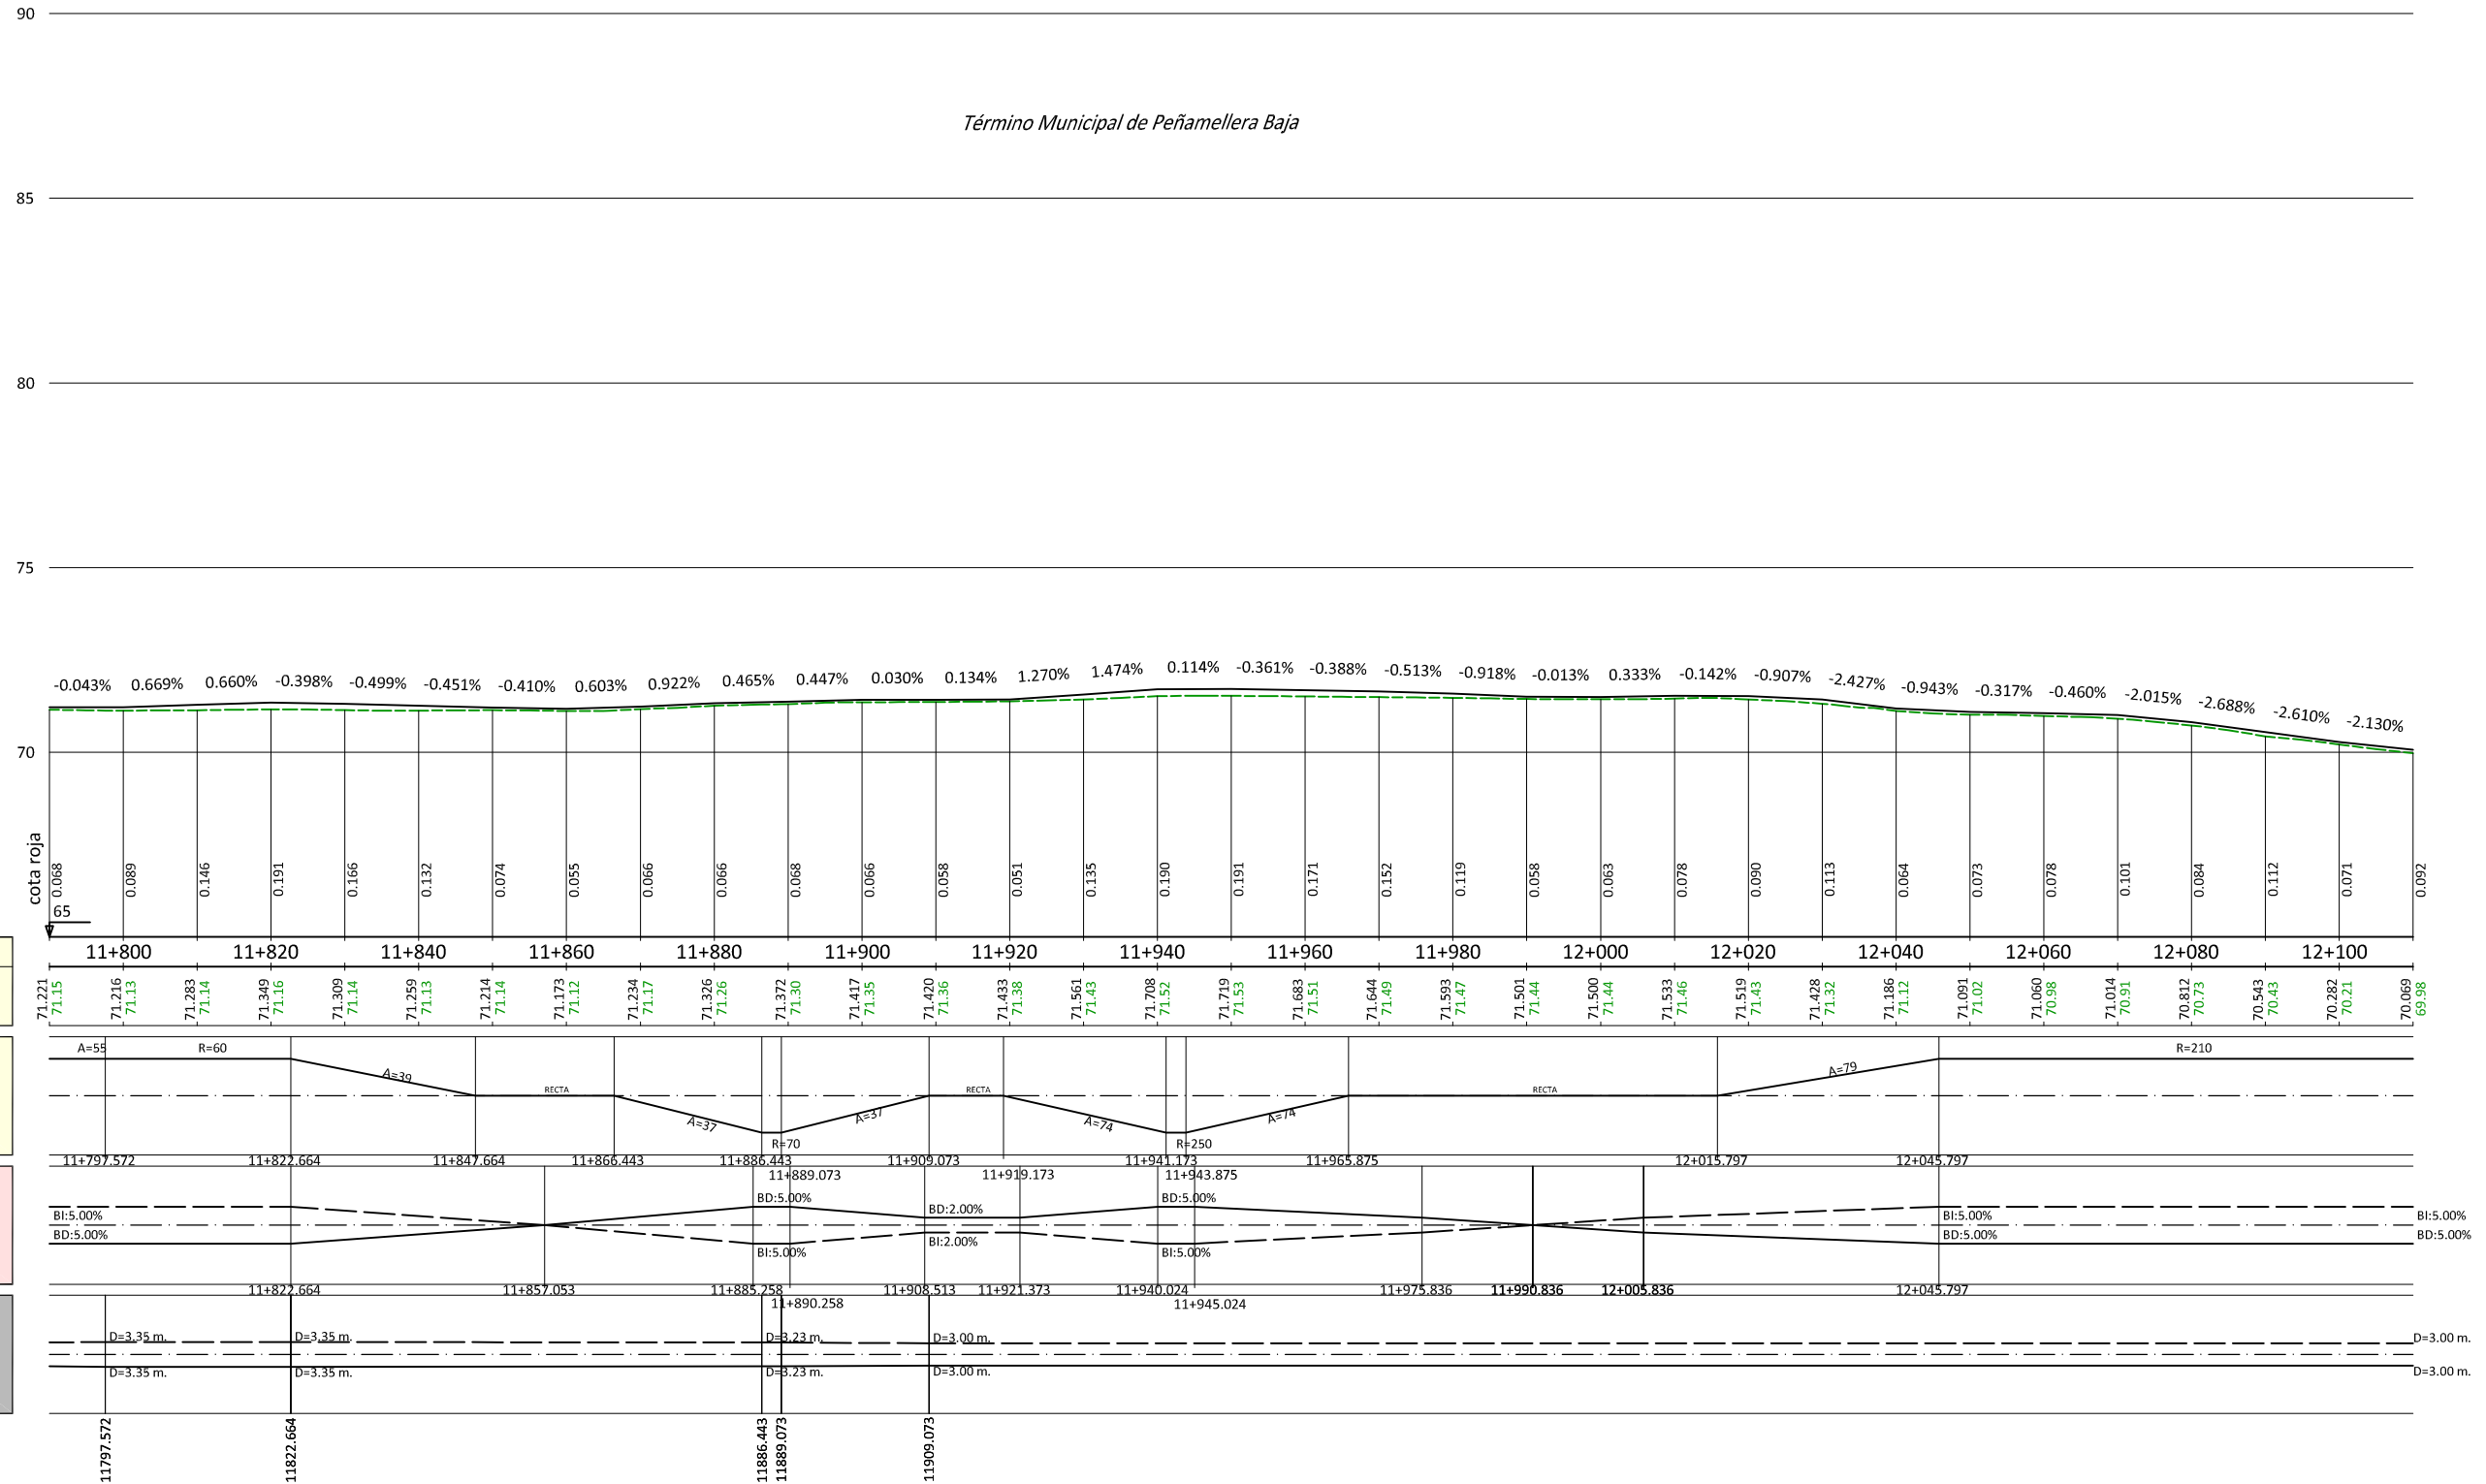 90
Término Municipal de Peñamellera Baja
85
80
75
-0.043% 0.669% 0.660% -0.398% -0.499% -0.451% -0.410% 0.603% 0.922% 0.465% 0.447% 0.030% 0.134% 1.270% 1.474% 0.114% -0.361% -0.388% -0.513% -0.918% -0.013% 0.333% -0.142% -0.907% -2.427% -0.943% -0.317% -0.460% -2.015% -2.688% -2.610% -2.130%
70
cota roja
0.068 0.089 0.146 0.191 0.166 0.132 0.074 0.055 0.066 0.066 0.068 0.066 0.058 0.051 0.135 0.190 0.191 0.171 0.152 0.119 0.058 0.063 0.078 0.090 0.113 0.064 0.073 0.078 0.101 0.084 0.112 0.071 0.092
65
11+800 11+820 11+840 11+860 11+880 11+900 11+920 11+940 11+960 11+980 12+000 12+020 12+040 12+060 12+080 12+100
71.221 71.216 71.283 71.349 71.309 71.259 71.214 71.173 71.234 71.326 71.372 71.417 71.420 71.433 71.561 71.708 71.719 71.683 71.644 71.593 71.501 71.500 71.533 71.519 71.428 71.186 71.091 71.060 71.014 70.812 70.543 70.282 70.069
71.15 71.13 71.14 71.16 71.14 71.13 71.14 71.12 71.17 71.26 71.30 71.35 71.36 71.38 71.43 71.52 71.53 71.51 71.49 71.47 71.44 71.44 71.46 71.43 71.32 71.12 71.02 70.98 70.91 70.73 70.43 70.21 69.98
A=55 R=60 R=210
A=39 A=79
RECTA RECTA RECTA
A=37 A=37 A=74 A=74
R=70 R=250
11+797.572 11+822.664 11+847.664 11+866.443 11+886.443 11+909.073 11+941.173 11+965.875 12+015.797 12+045.797
11+889.073 11+919.173 11+943.875
BD:5.00% BD:5.00%
BI:5.00% BD:2.00% BI:5.00% BI:5.00%
BD:5.00% BI:2.00% BD:5.00% BD:5.00%
BI:5.00% BI:5.00%
11+822.664 11+857.053 11+885.258 11+908.513 11+921.373 11+940.024 11+975.836 11+990.836 12+005.836 12+045.797
11+890.258 11+945.024
D=3.35 m. D=3.35 m. D=3.23 m. D=3.00 m. D=3.00 m.
D=3.35 m. D=3.35 m. D=3.23 m. D=3.00 m. D=3.00 m.
11797.572 11822.664 11886.443 11889.073 11909.073